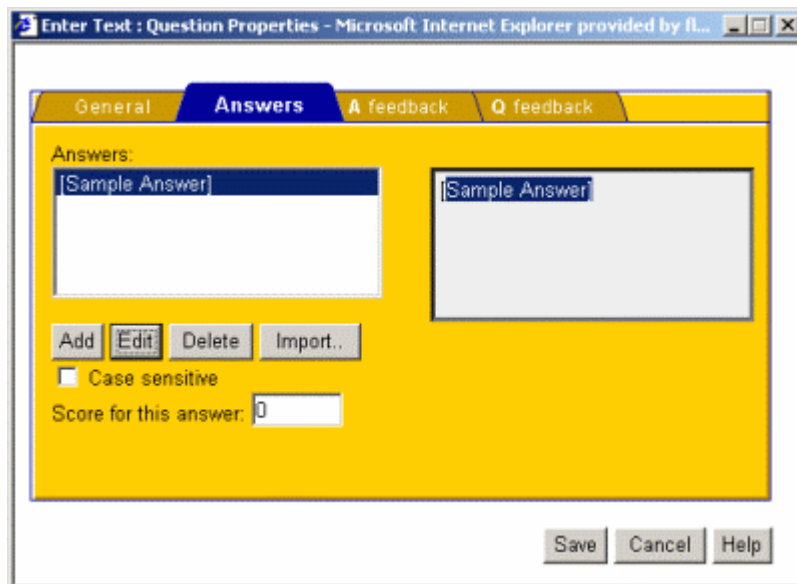 Enter Text : Question Properties - Microsoft Internet Explorer provided by fl...
General Answers A feedback Q feedback
Answers:
[Sample Answer]
[Sample Answer]
Add Edit Delete Import..
Case sensitive
Score for this answer: 0
Save Cancel Help